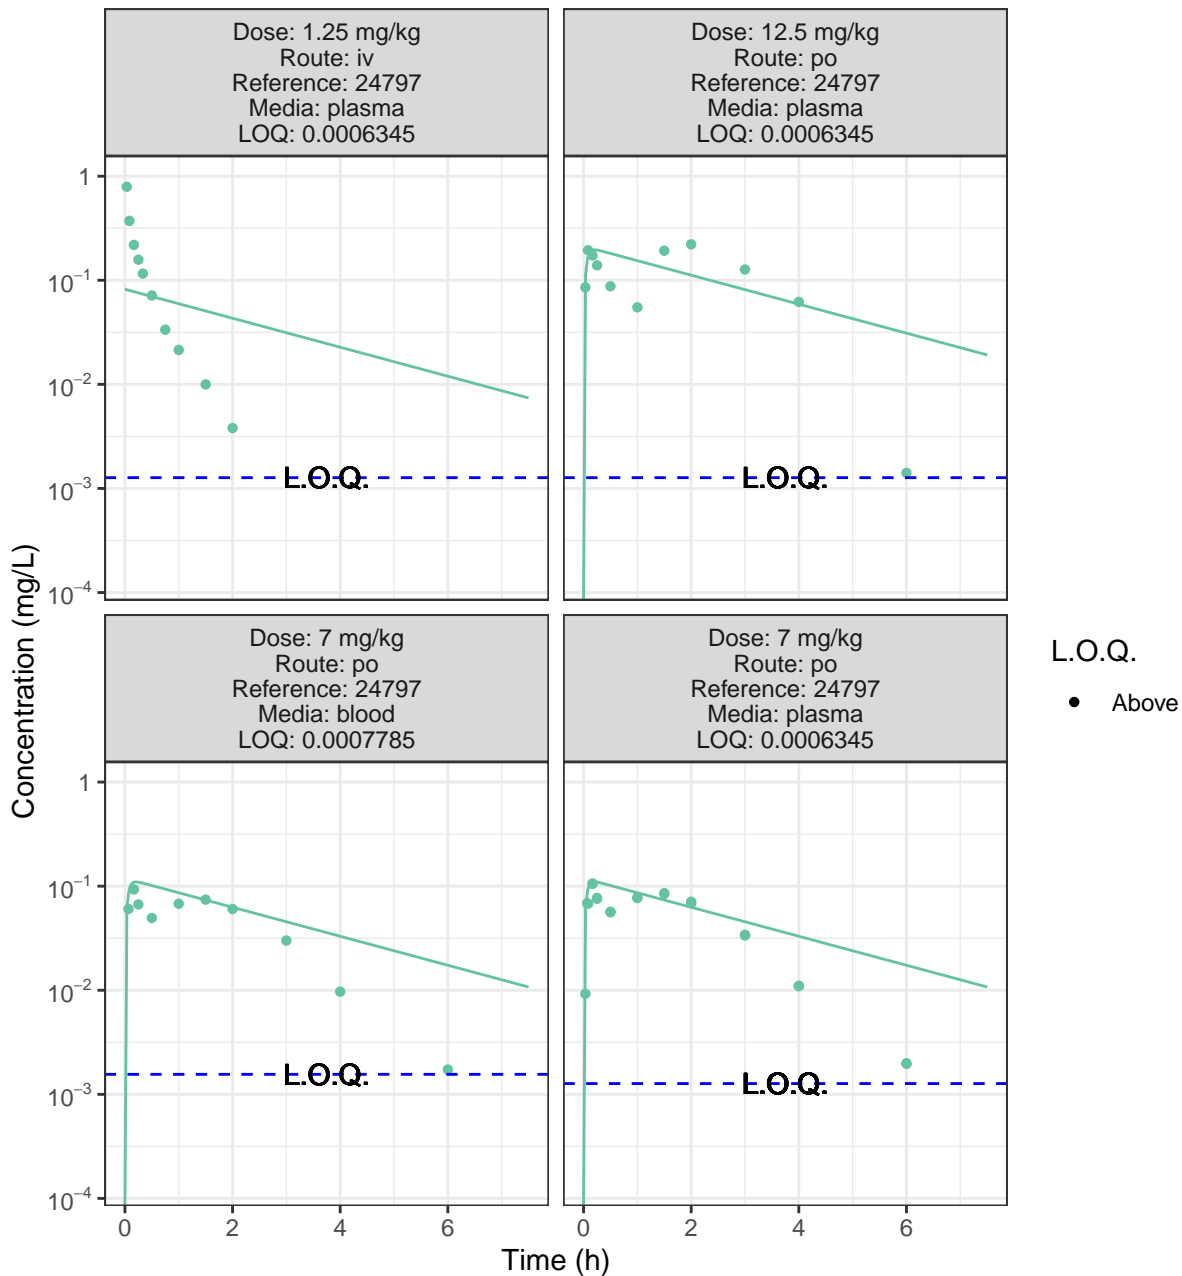 Dose: 1.25 mg/kg
Route: iv
Reference: 24797
Media: plasma
LOQ: 0.0006345
Dose: 12.5 mg/kg
Route: po
Reference: 24797
Media: plasma
LOQ: 0.0006345
1
10⁻¹
10⁻²
10⁻³
10⁻⁴
L.O.Q.
L.O.Q.
Dose: 7 mg/kg
Route: po
Reference: 24797
Media: blood
LOQ: 0.0007785
Dose: 7 mg/kg
Route: po
Reference: 24797
Media: plasma
LOQ: 0.0006345
1
10⁻¹
10⁻²
10⁻³
10⁻⁴
L.O.Q.
L.O.Q.
0 2 4 6
0 2 4 6
Time (h)
Concentration (mg/L)
L.O.Q.
Above